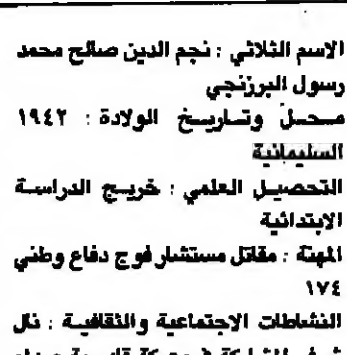 الاسم الثلاثي : نجم الدين صالح محمد
رسول البرزنجي
محل وتاريخ الولادة : ١٩٤٢
السليمانية
التحصيل العلمي : خريج الدراسة
الابتدائية
المهنة : مقاتل مستشار فوج دفاع وطني
١٧٤
النشاطات الاجتماعية والثقافية : نال